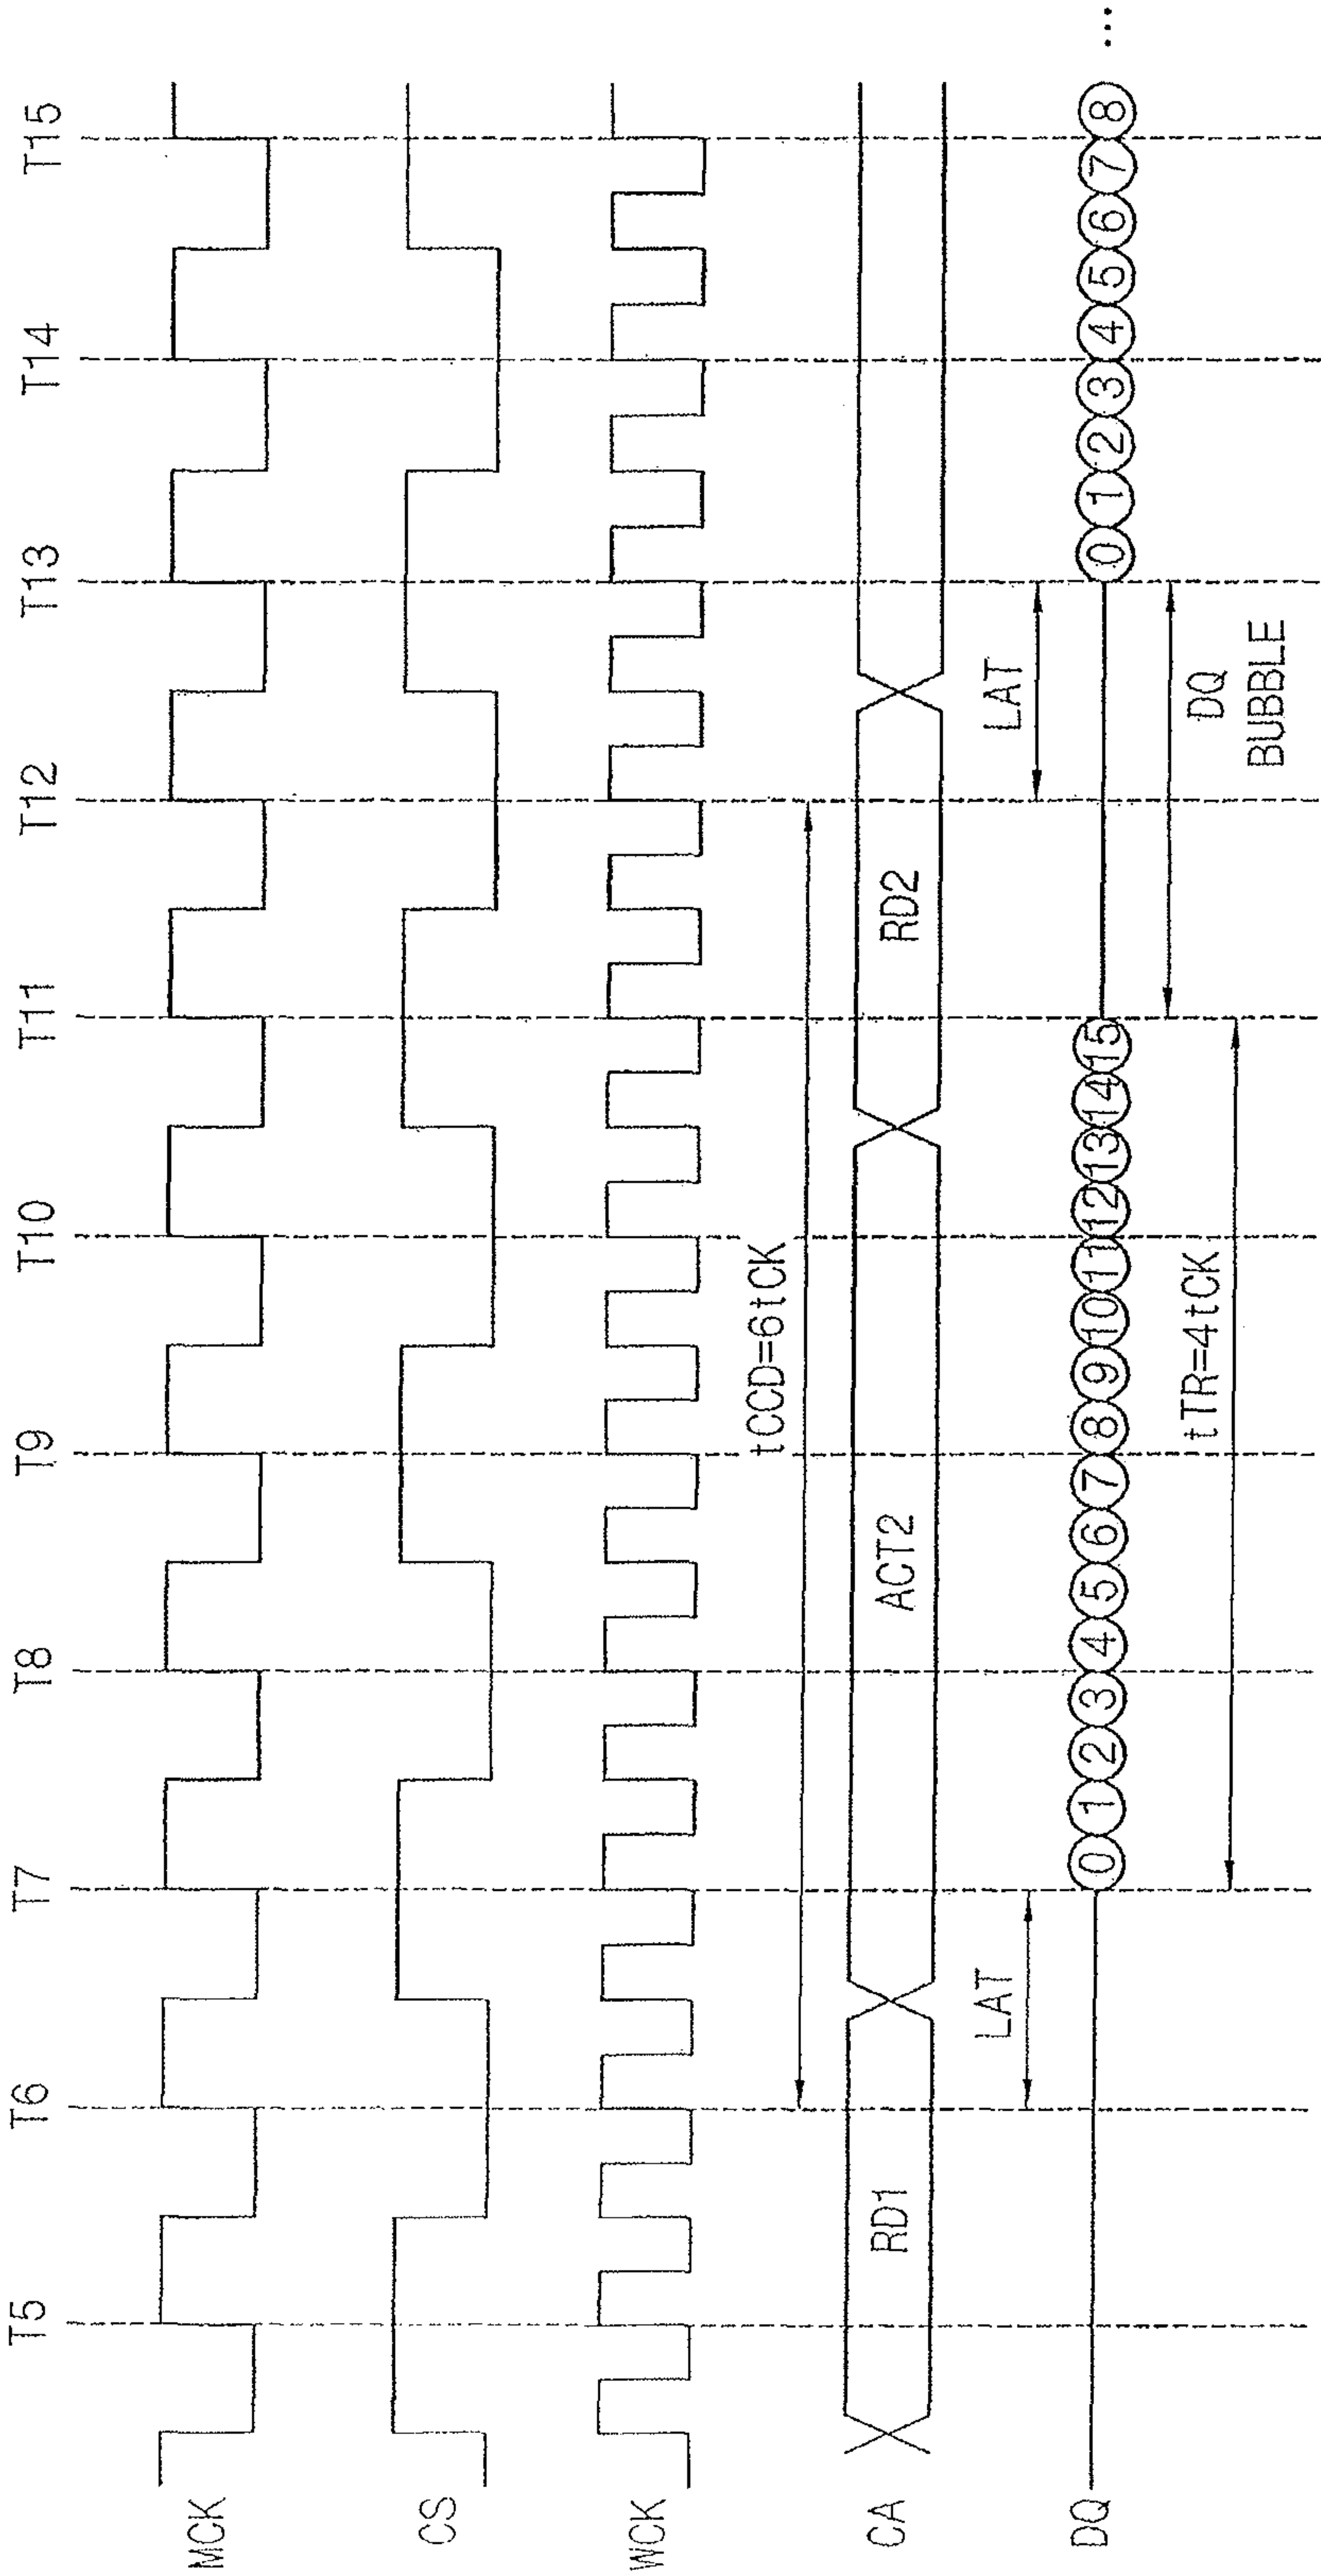 T5 T6 T7 T8 T9 T10 T11 T12 T13 T14 T15
MCK
CS
WCK
tCCD=6tCK
CA RD1 ACT2 RD2
LAT LAT
DQ 0 1 2 3 4 5 6 7 8 9 10 11 12 13 14 15 0 1 2 3 4 5 6 7 8 ...
tTR=4tCK
DQ
BUBBLE